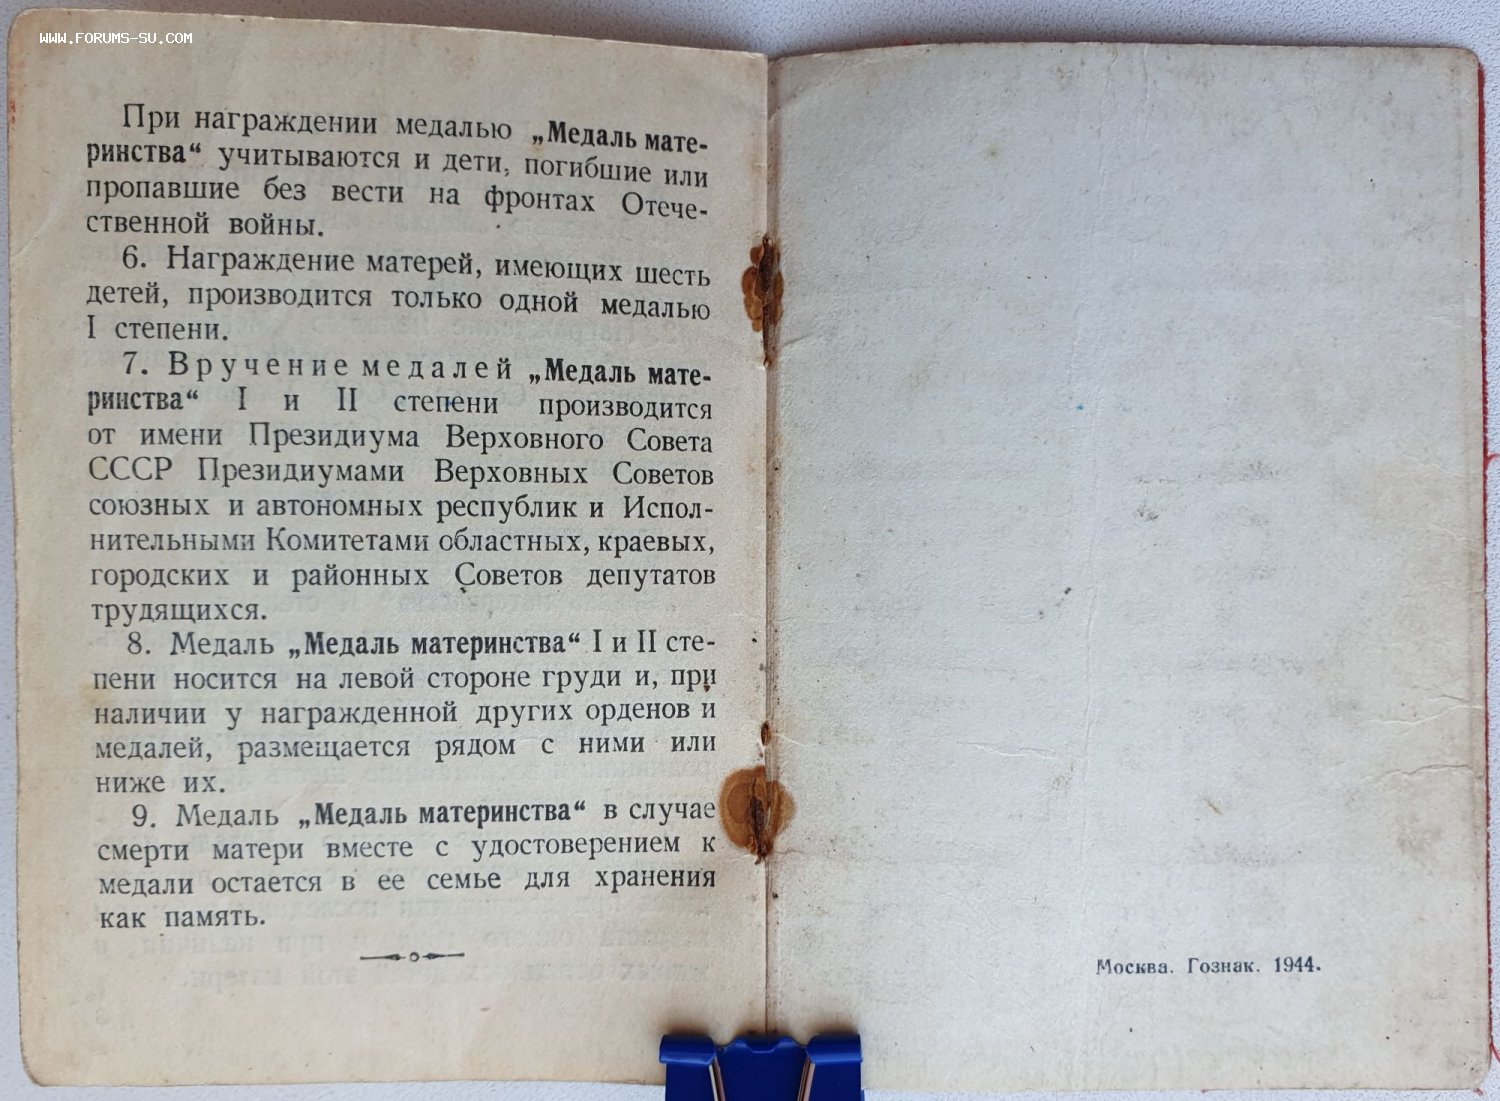 WWW.FORUMS-SU.COM
При награждении медалью „Медаль мате-
ринства“ учитываются и дети, погибшие или
пропавшие без вести на фронтах Отече-
ственной войны.
6. Награждение матерей, имеющих шесть
детей, производится только одной медалью
I степени.
7. Вручение медалей „Медаль мате-
ринства“ I и II степени производится
от имени Президиума Верховного Совета
СССР Президиумами Верховных Советов
союзных и автономных республик и Испол-
нительными Комитетами областных, краевых,
городских и районных Советов депутатов
трудящихся.
8. Медаль „Медаль материнства“ I и II сте-
пени носится на левой стороне груди и, при
наличии у награжденной других орденов и
медалей, размещается рядом с ними или
ниже их.
9. Медаль „Медаль материнства“ в случае
смерти матери вместе с удостоверением к
медали остается в ее семье для хранения
как память.
Москва. Гознак. 1944.